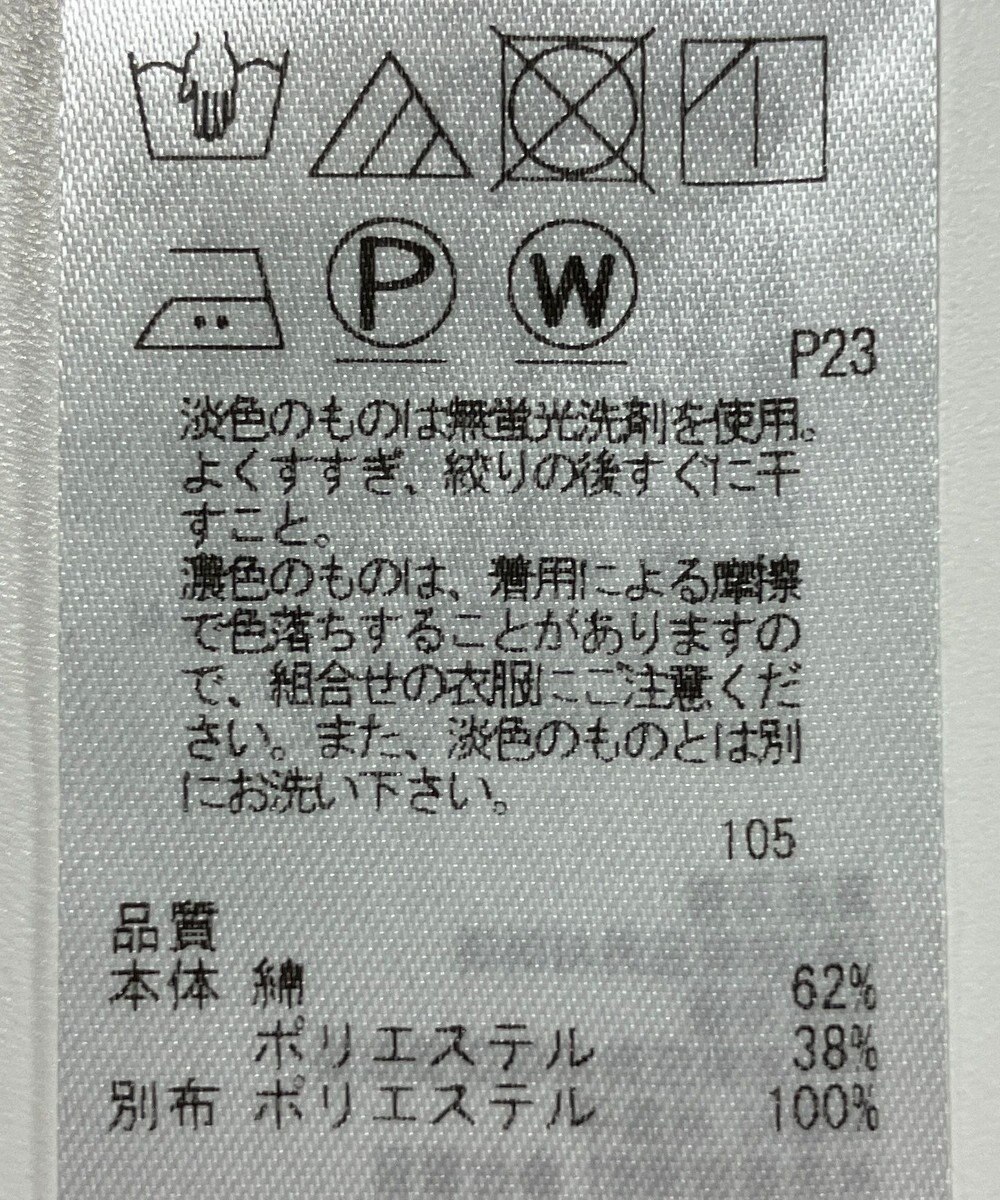 P
W
P23
淡色のものは無蛍光洗剤を使用。
よくすすぎ、絞りの後すぐに干
すこと。
濃色のものは、着用による摩擦
で色落ちすることがありますの
で、組合せの衣服にご注意くだ
さい。また、淡色のものとは別
にお洗い下さい。
105
品質
本体 綿 62%
ポリエステル 38%
別布 ポリエステル 100%